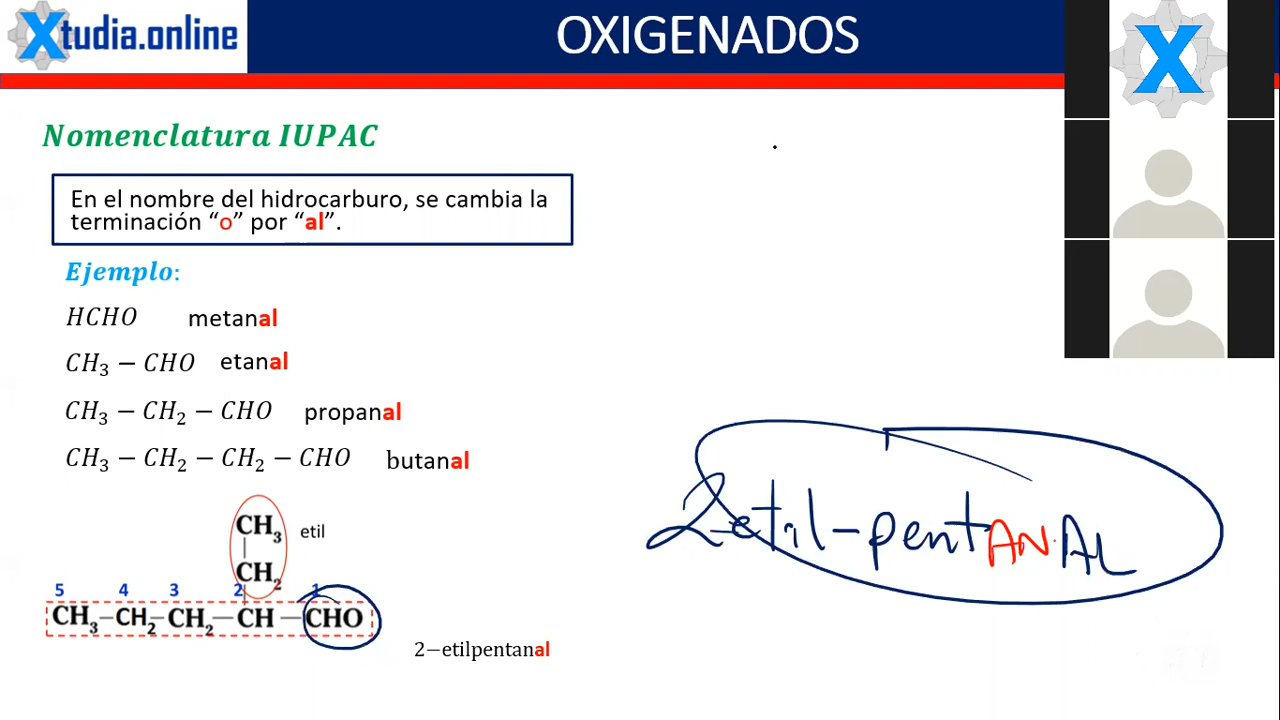 Xtudia.online
OXIGENADOS
X
Nomenclatura IUPAC
En el nombre del hidrocarburo, se cambia la
terminación “o” por “al”.
Ejemplo:
HCHO metanal
CH₃ − CHO etanal
CH₃ − CH₂ − CHO propanal
CH₃ − CH₂ − CH₂ − CHO butanal
CH₃ etil
CH₂
5 4 3 2 1
CH₃–CH₂–CH₂–CH–CHO
2−etilpentanal
2-etil-pentANAL